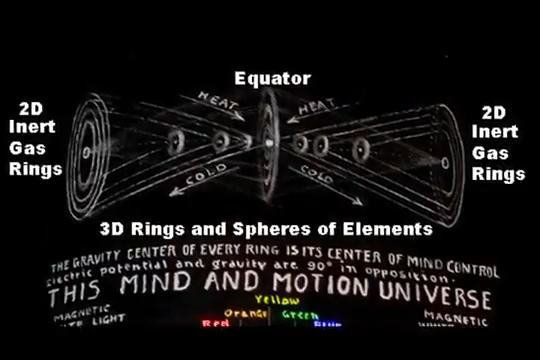 Equator
HEAT
HEAT
2D
Inert
Gas
Rings
2D
Inert
Gas
Rings
COLD
COLD
3D Rings and Spheres of Elements
THE GRAVITY CENTER OF EVERY RING IS ITS CENTER OF MIND CONTROL
Electric potential and gravity are 90° in opposition.
THIS MIND AND MOTION UNIVERSE
Yellow
Orange Green
Red Blue
MAGNETIC
LIGHT
MAGNETIC